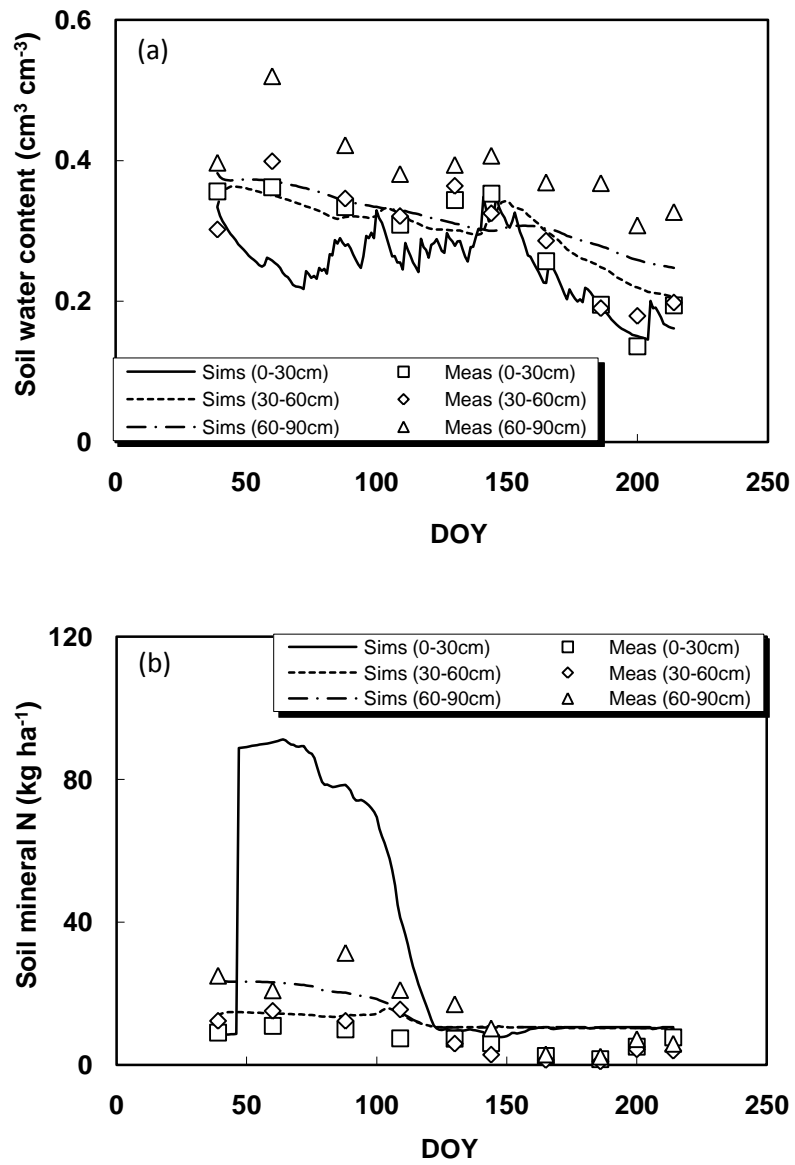 (a)
Soil water content (cm³ cm⁻³)
0.6
0.4
0.2
0
Sims (0-30cm) Meas (0-30cm)
Sims (30-60cm) Meas (30-60cm)
Sims (60-90cm) Meas (60-90cm)
0 50 100 150 200 250
DOY
(b)
Soil mineral N (kg ha⁻¹)
120
80
40
0
Sims (0-30cm) Meas (0-30cm)
Sims (30-60cm) Meas (30-60cm)
Sims (60-90cm) Meas (60-90cm)
0 50 100 150 200 250
DOY